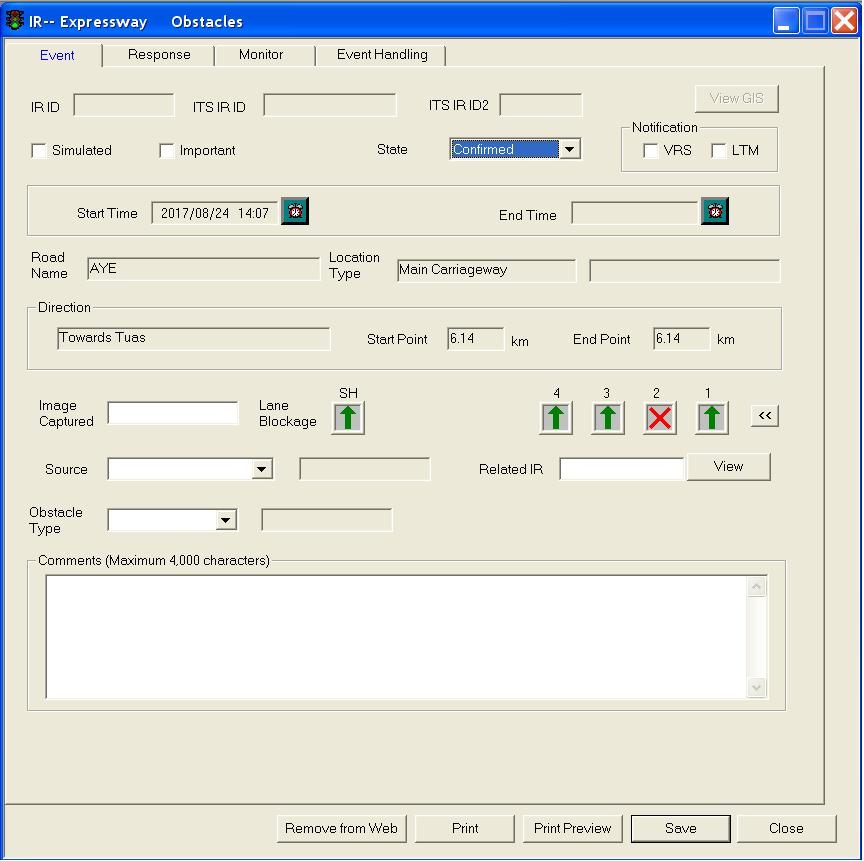 IR-- Expressway Obstacles
Event Response Monitor Event Handling
IR ID ITS IR ID ITS IR ID2 View GIS
Notification
Simulated Important State Confirmed VRS LTM
Start Time 2017/08/24 14:07 End Time
Road Name AYE Location Type Main Carriageway
Direction
Towards Tuas Start Point 6.14 km End Point 6.14 km
SH 4 3 2 1
Image Captured Lane Blockage <<
Source Related IR View
Obstacle Type
Comments (Maximum 4,000 characters)
Remove from Web Print Print Preview Save Close